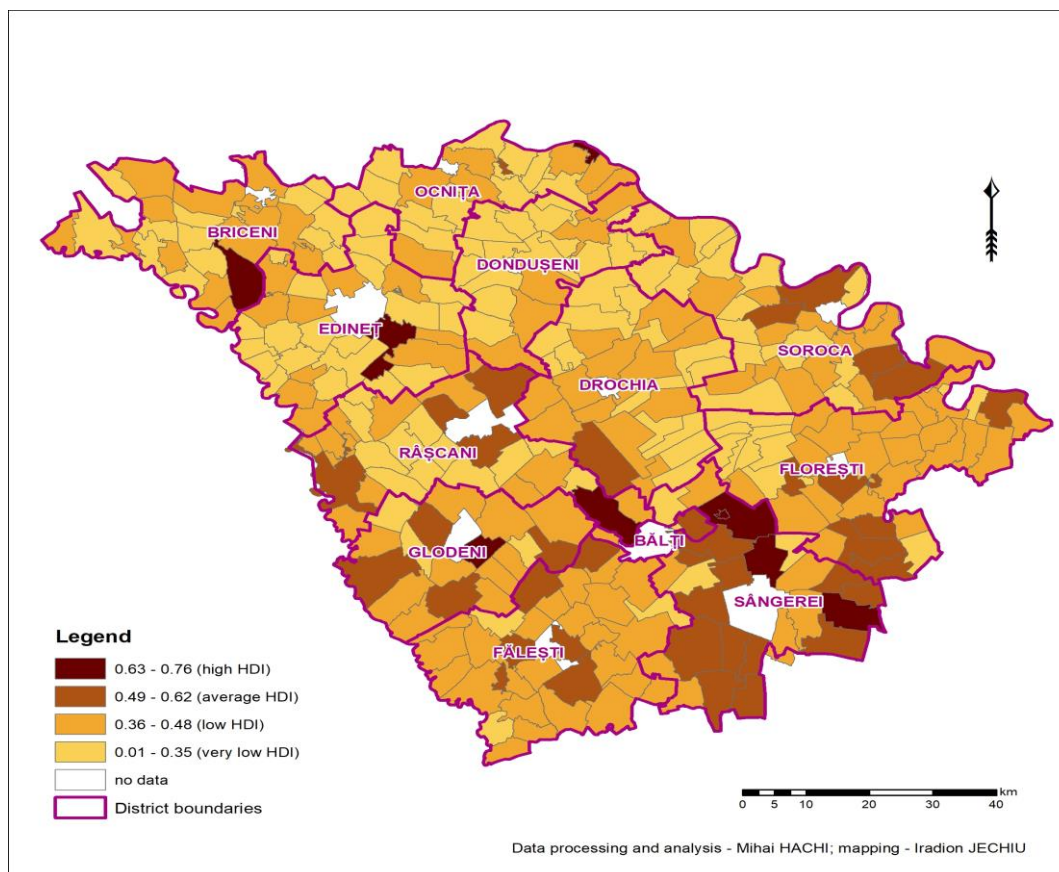 OCNIȚA
BRICENI
DONDUȘENI
EDINEȚ
SOROCA
DROCHIA
RÂȘCANI
FLOREȘTI
BĂLȚI
GLODENI
SÂNGEREI
FĂLEȘTI
Legend
0.63 - 0.76 (high HDI)
0.49 - 0.62 (average HDI)
0.36 - 0.48 (low HDI)
0.01 - 0.35 (very low HDI)
no data
District boundaries
km
0 5 10 20 30 40
Data processing and analysis - Mihai HACHI; mapping - Iradion JECHIU